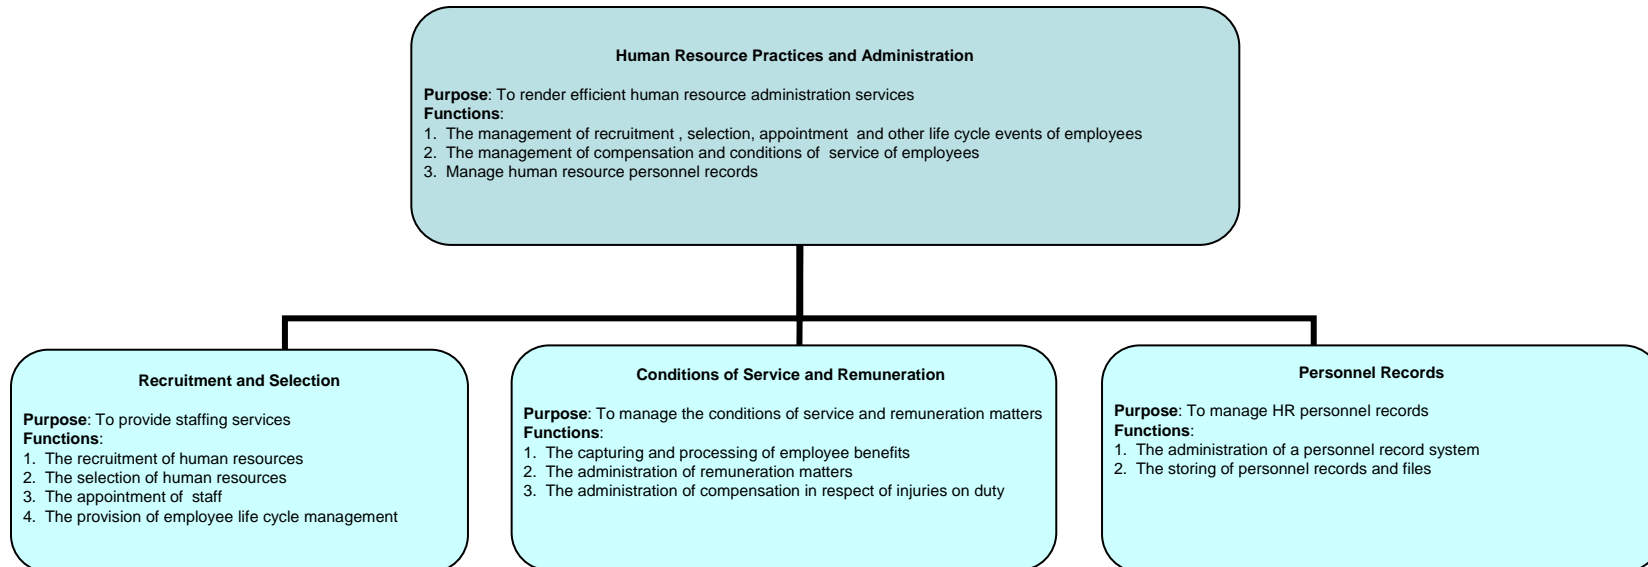 Human Resource Practices and Administration
Purpose: To render efficient human resource administration services
Functions:
1. The management of recruitment , selection, appointment and other life cycle events of employees
2. The management of compensation and conditions of service of employees
3. Manage human resource personnel records
Recruitment and Selection
Purpose: To provide staffing services
Functions:
1. The recruitment of human resources
2. The selection of human resources
3. The appointment of staff
4. The provision of employee life cycle management
Conditions of Service and Remuneration
Purpose: To manage the conditions of service and remuneration matters
Functions:
1. The capturing and processing of employee benefits
2. The administration of remuneration matters
3. The administration of compensation in respect of injuries on duty
Personnel Records
Purpose: To manage HR personnel records
Functions:
1. The administration of a personnel record system
2. The storing of personnel records and files